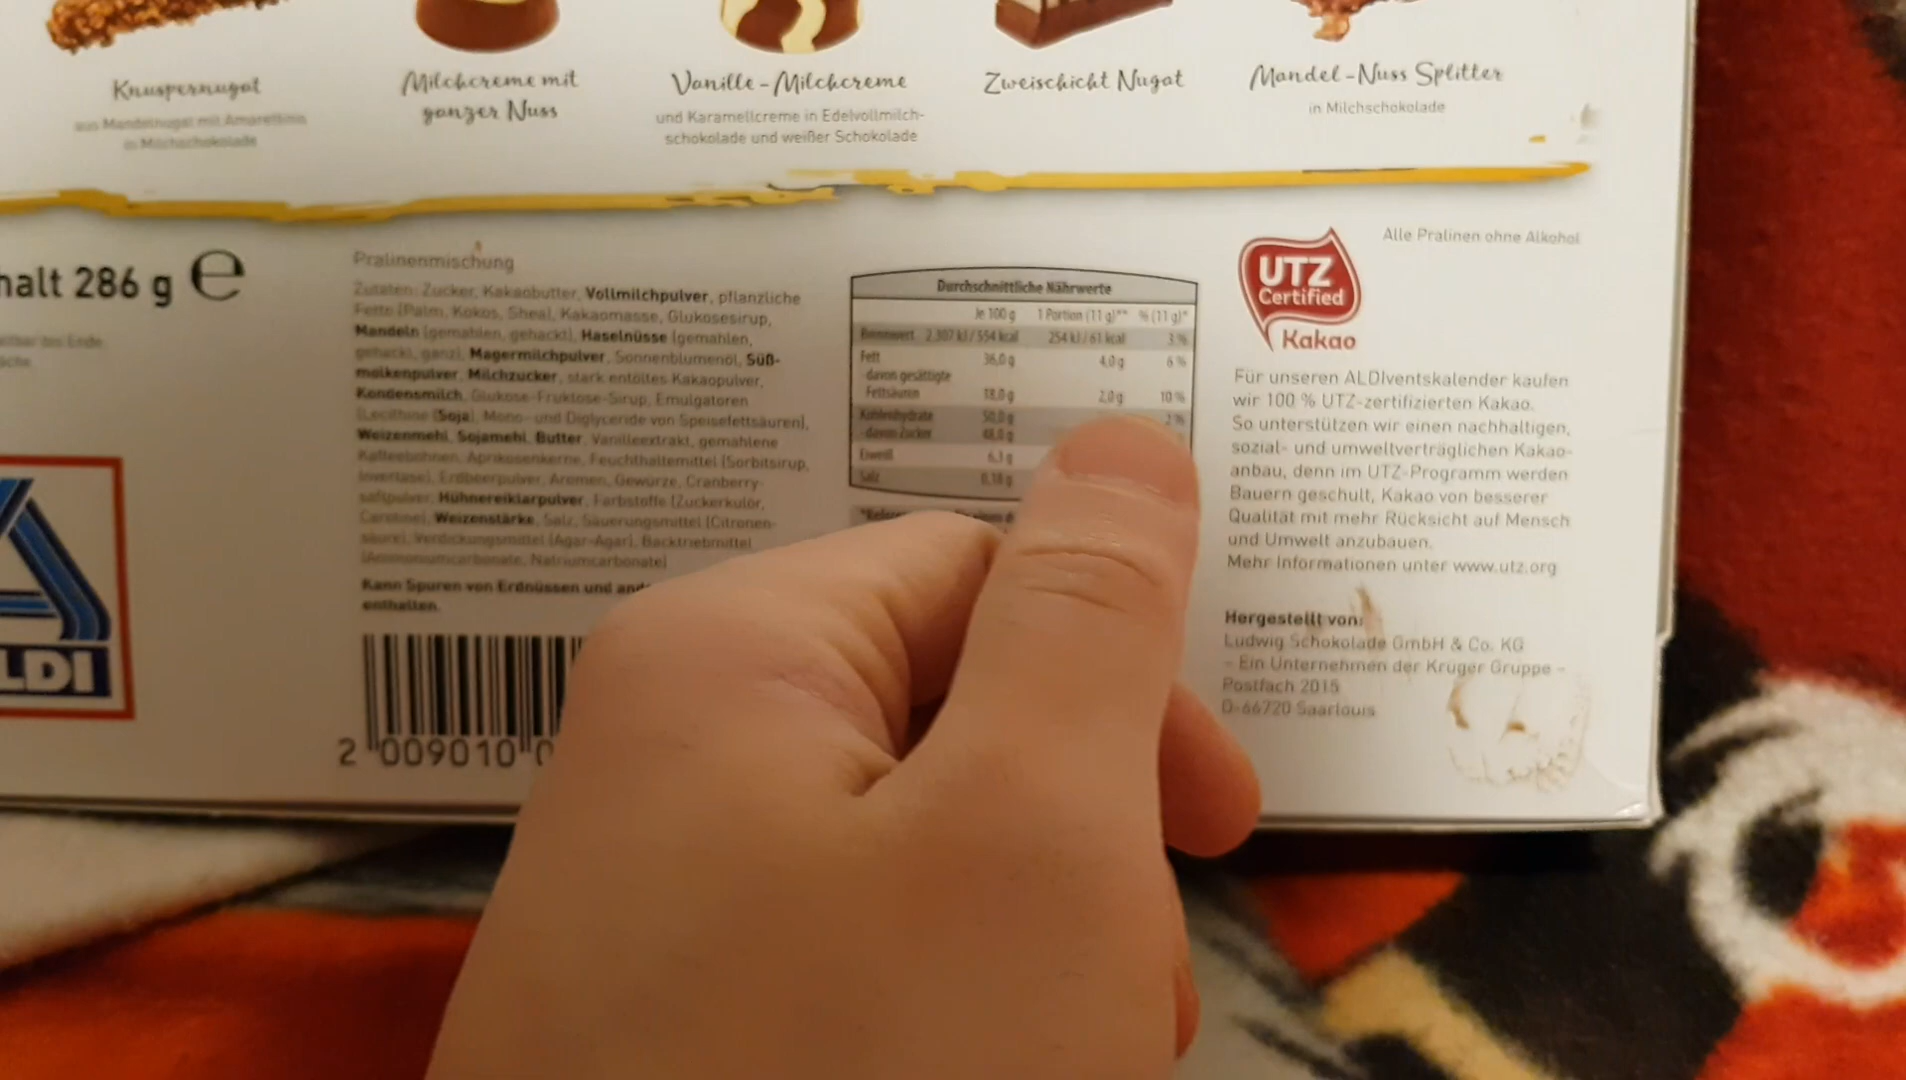 Knuspernugat
aus Mandelnugat mit Amarettinis
in Milchschokolade
Milchcreme mit
ganzer Nuss
Vanille-Milchcreme
und Karamellcreme in Edelvollmilch-
schokolade und weißer Schokolade
Zweischicht Nugat
Mandel-Nuss Splitter
in Milchschokolade
halt 286 g e
Ende
LDI
Pralinenmischung
Zutaten: Zucker, Kakaobutter, Vollmilchpulver, pflanzliche
Fette (Palm, Kokos, Shea), Kakaomasse, Glukosesirup,
Mandeln (gemahlen, gehackt), Haselnüsse (gemahlen,
gehackt, ganz), Magermilchpulver, Sonnenblumenöl, Süß-
molkenpulver, Milchzucker, stark entöltes Kakaopulver,
Kondensmilch, Glukose-Fruktose-Sirup, Emulgatoren
(Lecithine (Soja), Mono- und Diglyceride von Speisefettsäuren),
Weizenmehl, Sojamehl, Butter, Vanilleextrakt, gemahlene
Kaffeebohnen, Aprikosenkerne, Feuchthaltemittel (Sorbitsirup,
Invertase), Erdbeerpulver, Aromen, Gewürze, Cranberry-
saftpulver, Hühnereiklarpulver, Farbstoffe (Zuckerkulör,
Carotine), Weizenstärke, Salz, Säuerungsmittel (Citronen-
säure), Verdickungsmittel (Agar-Agar), Backtriebmittel
(Ammoniumcarbonate, Natriumcarbonate)
Kann Spuren von Erdnüssen und and
enthalten.
2 009010 0
Durchschnittliche Nährwerte
Je 100 g 1 Portion (11 g)** % (11 g)*
Brennwert 2.307 kJ/554 kcal 254 kJ/61 kcal 3 %
Fett 36,0 g 4,0 g 6 %
-davon gesättigte
Fettsäuren 18,0 g 2,0 g 10 %
Kohlenhydrate 50,0 g 2 %
-davon Zucker 48,0 g
Eiweiß 6,1 g
Salz 0,18 g
UTZ
Certified
Kakao
Alle Pralinen ohne Alkohol
Für unseren ALDIventskalender kaufen
wir 100 % UTZ-zertifizierten Kakao.
So unterstützen wir einen nachhaltigen,
sozial- und umweltverträglichen Kakao-
anbau, denn im UTZ-Programm werden
Bauern geschult, Kakao von besserer
Qualität mit mehr Rücksicht auf Mensch
und Umwelt anzubauen.
Mehr Informationen unter www.utz.org
Hergestellt von:
Ludwig Schokolade GmbH & Co. KG
- Ein Unternehmen der Krüger Gruppe -
Postfach 2015
D-66720 Saarlouis